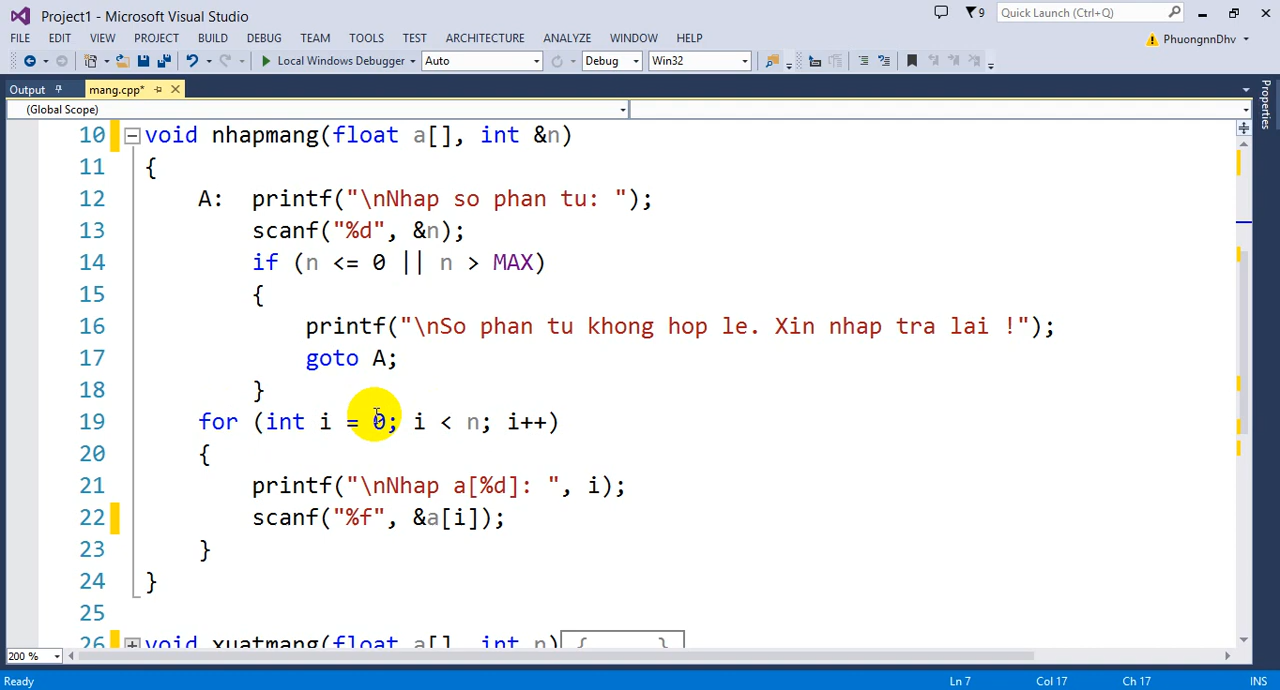 Project1 - Microsoft Visual Studio
9
Quick Launch (Ctrl+Q)
FILE EDIT VIEW PROJECT BUILD DEBUG TEAM TOOLS TEST ARCHITECTURE ANALYZE WINDOW HELP
PhuongnnDhv
Local Windows Debugger Auto Debug Win32
Output mang.cpp*
Properties
(Global Scope)
10 void nhapmang(float a[], int &n)
11 {
12 A: printf("\nNhap so phan tu: ");
13 scanf("%d", &n);
14 if (n <= 0 || n > MAX)
15 {
16 printf("\nSo phan tu khong hop le. Xin nhap tra lai !");
17 goto A;
18 }
19 for (int i = 0; i < n; i++)
20 {
21 printf("\nNhap a[%d]: ", i);
22 scanf("%f", &a[i]);
23 }
24 }
25
26 void xuatmang(float a[], int n){ }
200 %
Ready Ln 7 Col 17 Ch 17 INS